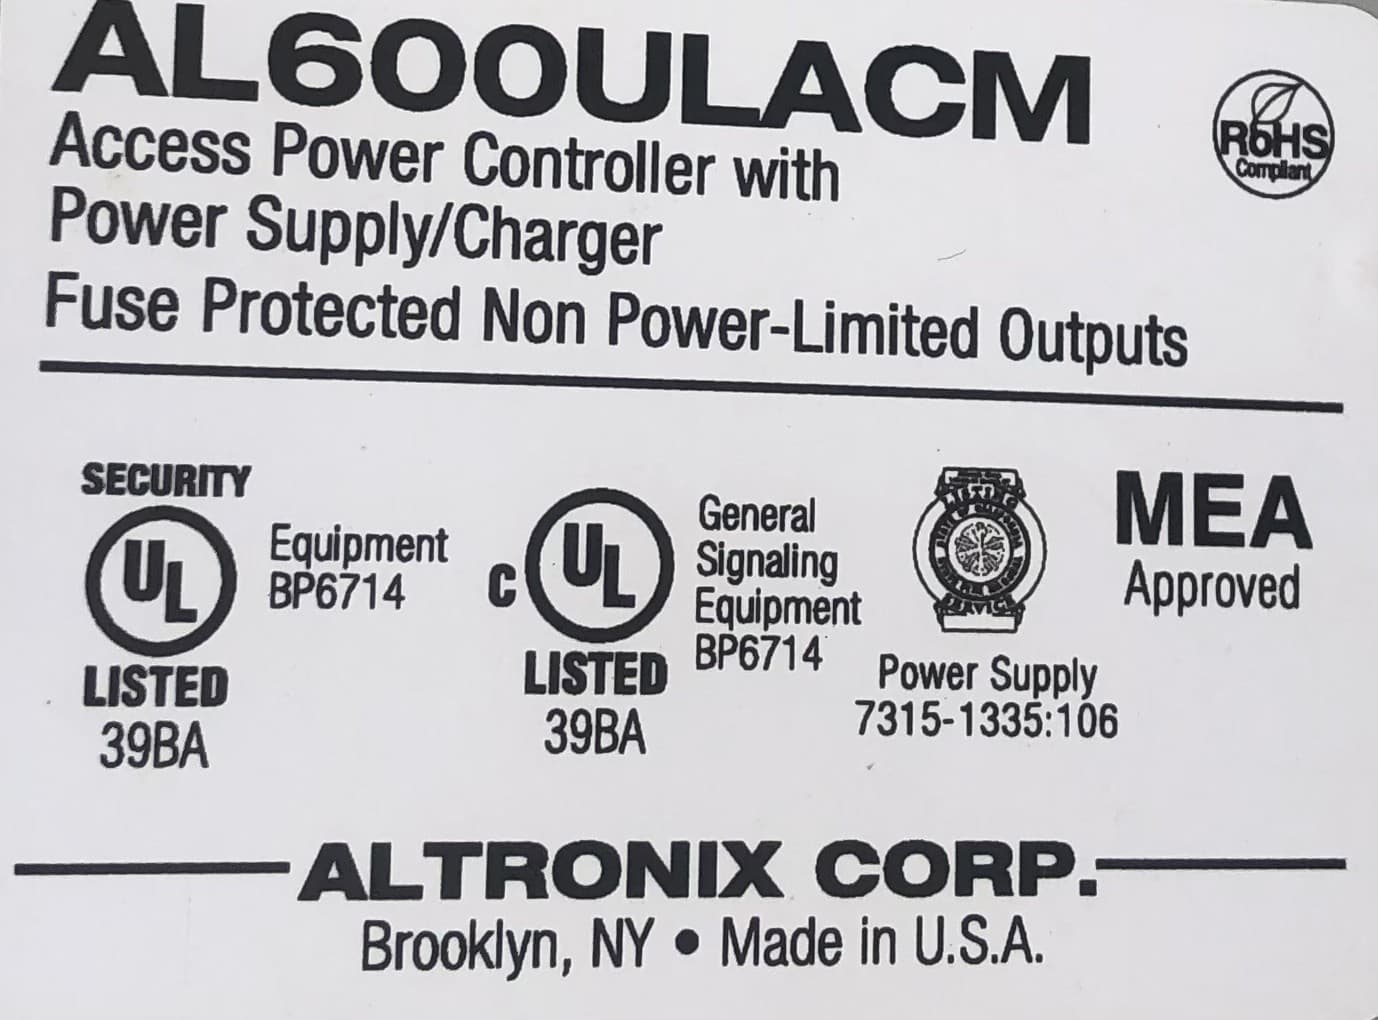 AL600ULACM
Access Power Controller with
Power Supply/Charger
Fuse Protected Non Power-Limited Outputs
RoHS
Compliant
SECURITY
UL
LISTED
39BA
Equipment
BP6714
C UL
LISTED
39BA
General
Signaling
Equipment
BP6714
LISTING
SERVICE
Power Supply
7315-1335:106
MEA
Approved
ALTRONIX CORP.
Brooklyn, NY • Made in U.S.A.